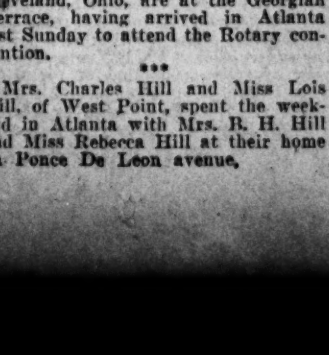 veland, Ohio, are at the Georgian
errace, having arrived in Atlanta
st Sunday to attend the Rotary con-
ntion.
***
Mrs. Charles Hill and Miss Lois
ill, of West Point, spent the week-
d in Atlanta with Mrs. B. H. Hill
d Miss Rebecca Hill at their home
Ponce De Leon avenue.